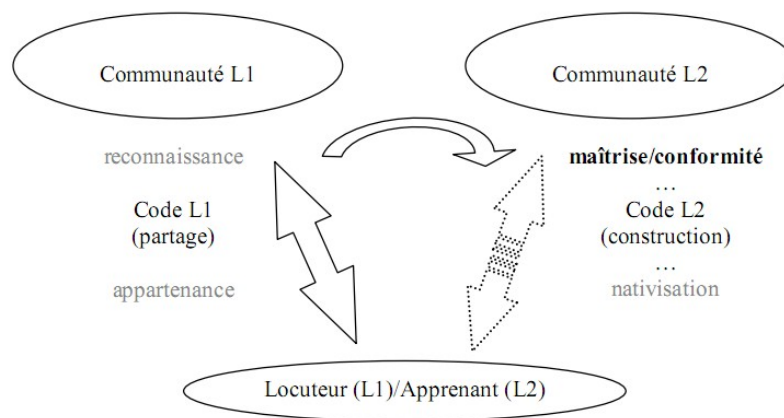 Communauté L1
Communauté L2
reconnaissance
maîtrise/conformité
…
Code L1
(partage)
Code L2
(construction)
…
appartenance
nativisation
Locuteur (L1)/Apprenant (L2)